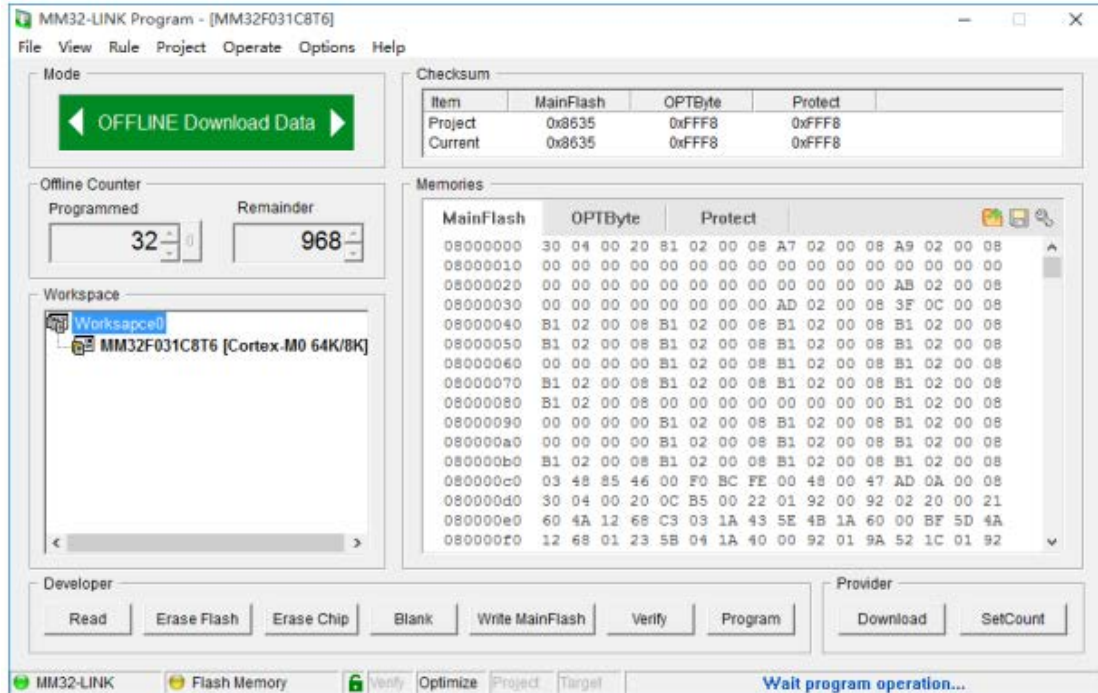 MM32-LINK Program - [MM32F031C8T6]
File View Rule Project Operate Options Help
Mode
OFFLINE Download Data
Checksum
Item MainFlash OPTByte Protect
Project 0x8635 0xFFF8 0xFFF8
Current 0x8635 0xFFF8 0xFFF8
Offline Counter
Programmed Remainder
32 0 968
Workspace
Worksapce0
MM32F031C8T6 [Cortex-M0 64K/8K]
Memories
MainFlash OPTByte Protect
08000000 30 04 00 20 81 02 00 08 A7 02 00 08 A9 02 00 08
08000010 00 00 00 00 00 00 00 00 00 00 00 00 00 00 00 00
08000020 00 00 00 00 00 00 00 00 00 00 00 00 AB 02 00 08
08000030 00 00 00 00 00 00 00 00 AD 02 00 08 3F 0C 00 08
08000040 B1 02 00 08 B1 02 00 08 B1 02 00 08 B1 02 00 08
08000050 B1 02 00 08 B1 02 00 08 B1 02 00 08 B1 02 00 08
08000060 00 00 00 00 B1 02 00 08 B1 02 00 08 B1 02 00 08
08000070 B1 02 00 08 B1 02 00 08 B1 02 00 08 B1 02 00 08
08000080 B1 02 00 08 00 00 00 00 00 00 00 00 B1 02 00 08
08000090 00 00 00 00 B1 02 00 08 B1 02 00 08 B1 02 00 08
080000a0 00 00 00 00 B1 02 00 08 B1 02 00 08 B1 02 00 08
080000b0 B1 02 00 08 B1 02 00 08 B1 02 00 08 B1 02 00 08
080000c0 03 48 85 46 00 F0 BC FE 00 48 00 47 AD 0A 00 08
080000d0 30 04 00 20 0C B5 00 22 01 92 00 92 02 20 00 21
080000e0 60 4A 12 68 C3 03 1A 43 5E 4B 1A 60 00 BF 5D 4A
080000f0 12 68 01 23 5B 04 1A 40 00 92 01 9A 52 1C 01 92
Developer
Read Erase Flash Erase Chip Blank Write MainFlash Verify Program
Provider
Download SetCount
MM32-LINK Flash Memory Verify Optimize Project Target Wait program operation...